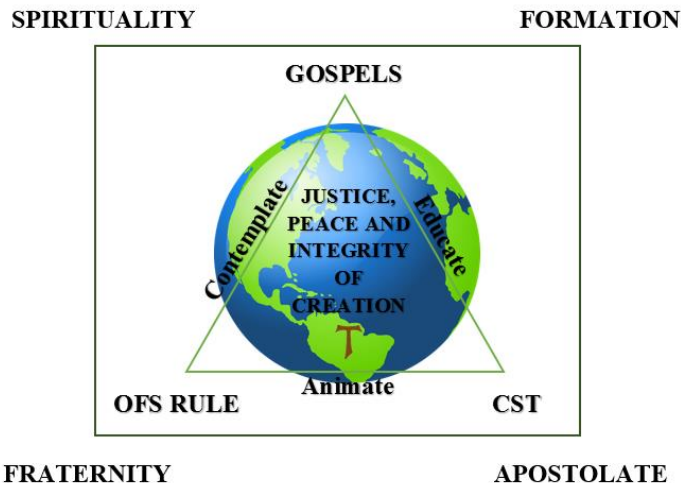 SPIRITUALITY
FORMATION
GOSPELS
Contemplate
JUSTICE,
PEACE AND
INTEGRITY
OF
CREATION
Educate
Animate
OFS RULE
CST
FRATERNITY
APOSTOLATE